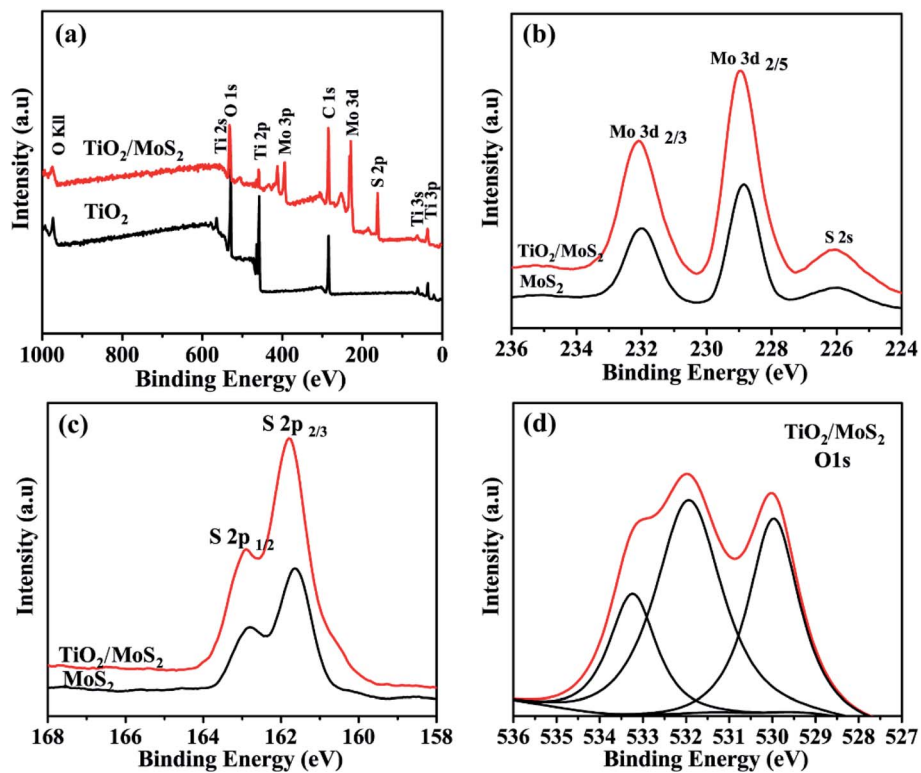 (a)
O Kll
Ti 2s
O 1s
Ti 2p
Mo 3p
C 1s
Mo 3d
S 2p
Ti 3s
Ti 3p
TiO2/MoS2
TiO2
Intensity (a.u)
1000 800 600 400 200 0
Binding Energy (eV)
(b)
Mo 3d 2/5
Mo 3d 2/3
S 2s
TiO2/MoS2
MoS2
Intensity (a.u)
236 234 232 230 229 228 226 224
Binding Energy (eV)
(c)
S 2p 2/3
S 2p 1/2
TiO2/MoS2
MoS2
Intensity (a.u)
168 166 164 162 160 158
Binding Energy (eV)
(d)
TiO2/MoS2
O1s
Intensity (a.u)
536 535 534 533 532 531 530 529 528 527
Binding Energy (eV)